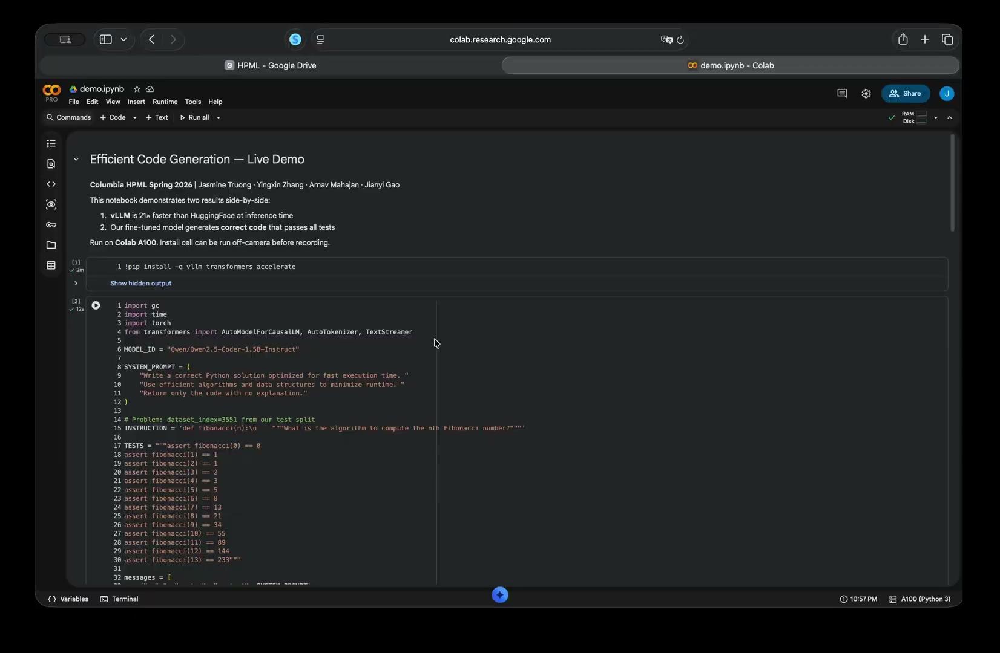 colab.research.google.com
G HPML - Google Drive
demo.ipynb - Colab
PRO
demo.ipynb
File Edit View Insert Runtime Tools Help
Share
J
Commands + Code + Text Run all
RAM
Disk
Efficient Code Generation — Live Demo
Columbia HPML Spring 2026 | Jasmine Truong · Yingxin Zhang · Arnav Mahajan · Jianyi Gao
This notebook demonstrates two results side-by-side:
1. vLLM is 21× faster than HuggingFace at inference time
2. Our fine-tuned model generates correct code that passes all tests
Run on Colab A100. Install cell can be run off-camera before recording.
[1]
2m
1 !pip install -q vllm transformers accelerate
Show hidden output
[2]
12s
1 import gc
2 import time
3 import torch
4 from transformers import AutoModelForCausalLM, AutoTokenizer, TextStreamer
5
6 MODEL_ID = "Qwen/Qwen2.5-Coder-1.5B-Instruct"
7
8 SYSTEM_PROMPT = (
9     "Write a correct Python solution optimized for fast execution time. "
10     "Use efficient algorithms and data structures to minimize runtime. "
11     "Return only the code with no explanation."
12 )
13
14 # Problem: dataset_index=3551 from our test split
15 INSTRUCTION = 'def fibonacci(n):\n    """What is the algorithm to compute the nth Fibonacci number?"""'
16
17 TESTS = """assert fibonacci(0) == 0
18 assert fibonacci(1) == 1
19 assert fibonacci(2) == 1
20 assert fibonacci(3) == 2
21 assert fibonacci(4) == 3
22 assert fibonacci(5) == 5
23 assert fibonacci(6) == 8
24 assert fibonacci(7) == 13
25 assert fibonacci(8) == 21
26 assert fibonacci(9) == 34
27 assert fibonacci(10) == 55
28 assert fibonacci(11) == 89
29 assert fibonacci(12) == 144
30 assert fibonacci(13) == 233"""
31
32 messages = [
Variables Terminal
10:57 PM A100 (Python 3)